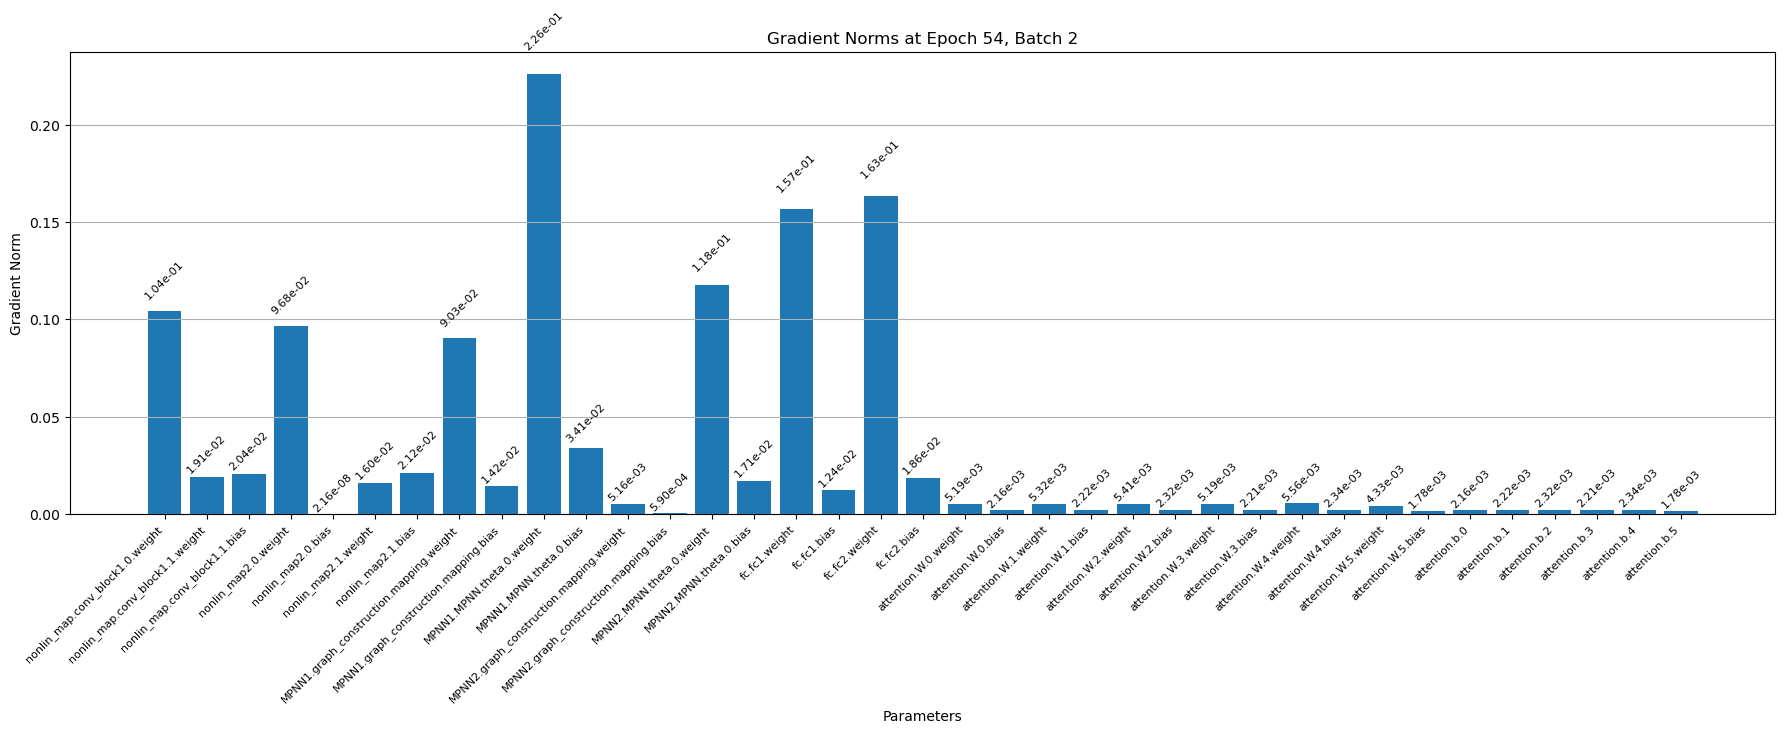 Gradient Norms at Epoch 54, Batch 2
Gradient Norm
0.20
0.15
0.10
0.05
0.00
1.04e-01
1.91e-02
2.04e-02
9.68e-02
2.16e-08
1.60e-02
2.12e-02
9.03e-02
1.42e-02
2.26e-01
3.41e-02
5.16e-03
5.90e-04
1.18e-01
1.71e-02
1.57e-01
1.24e-02
1.63e-01
1.86e-02
5.19e-03
2.16e-03
5.32e-03
2.22e-03
5.41e-03
2.32e-03
5.19e-03
2.21e-03
5.56e-03
2.34e-03
4.33e-03
1.78e-03
2.16e-03
2.22e-03
2.32e-03
2.21e-03
2.34e-03
1.78e-03
nonlin_map.conv_block1.0.weight
nonlin_map.conv_block1.1.weight
nonlin_map.conv_block1.1.bias
nonlin_map2.0.weight
nonlin_map2.0.bias
nonlin_map2.1.weight
nonlin_map2.1.bias
MPNN1.graph_construction.mapping.weight
MPNN1.graph_construction.mapping.bias
MPNN1.MPNN.theta.0.weight
MPNN1.MPNN.theta.0.bias
MPNN2.graph_construction.mapping.weight
MPNN2.graph_construction.mapping.bias
MPNN2.MPNN.theta.0.weight
MPNN2.MPNN.theta.0.bias
fc.fc1.weight
fc.fc1.bias
fc.fc2.weight
fc.fc2.bias
attention.W.0.weight
attention.W.0.bias
attention.W.1.weight
attention.W.1.bias
attention.W.2.weight
attention.W.2.bias
attention.W.3.weight
attention.W.3.bias
attention.W.4.weight
attention.W.4.bias
attention.W.5.weight
attention.W.5.bias
attention.b.0
attention.b.1
attention.b.2
attention.b.3
attention.b.4
attention.b.5
Parameters